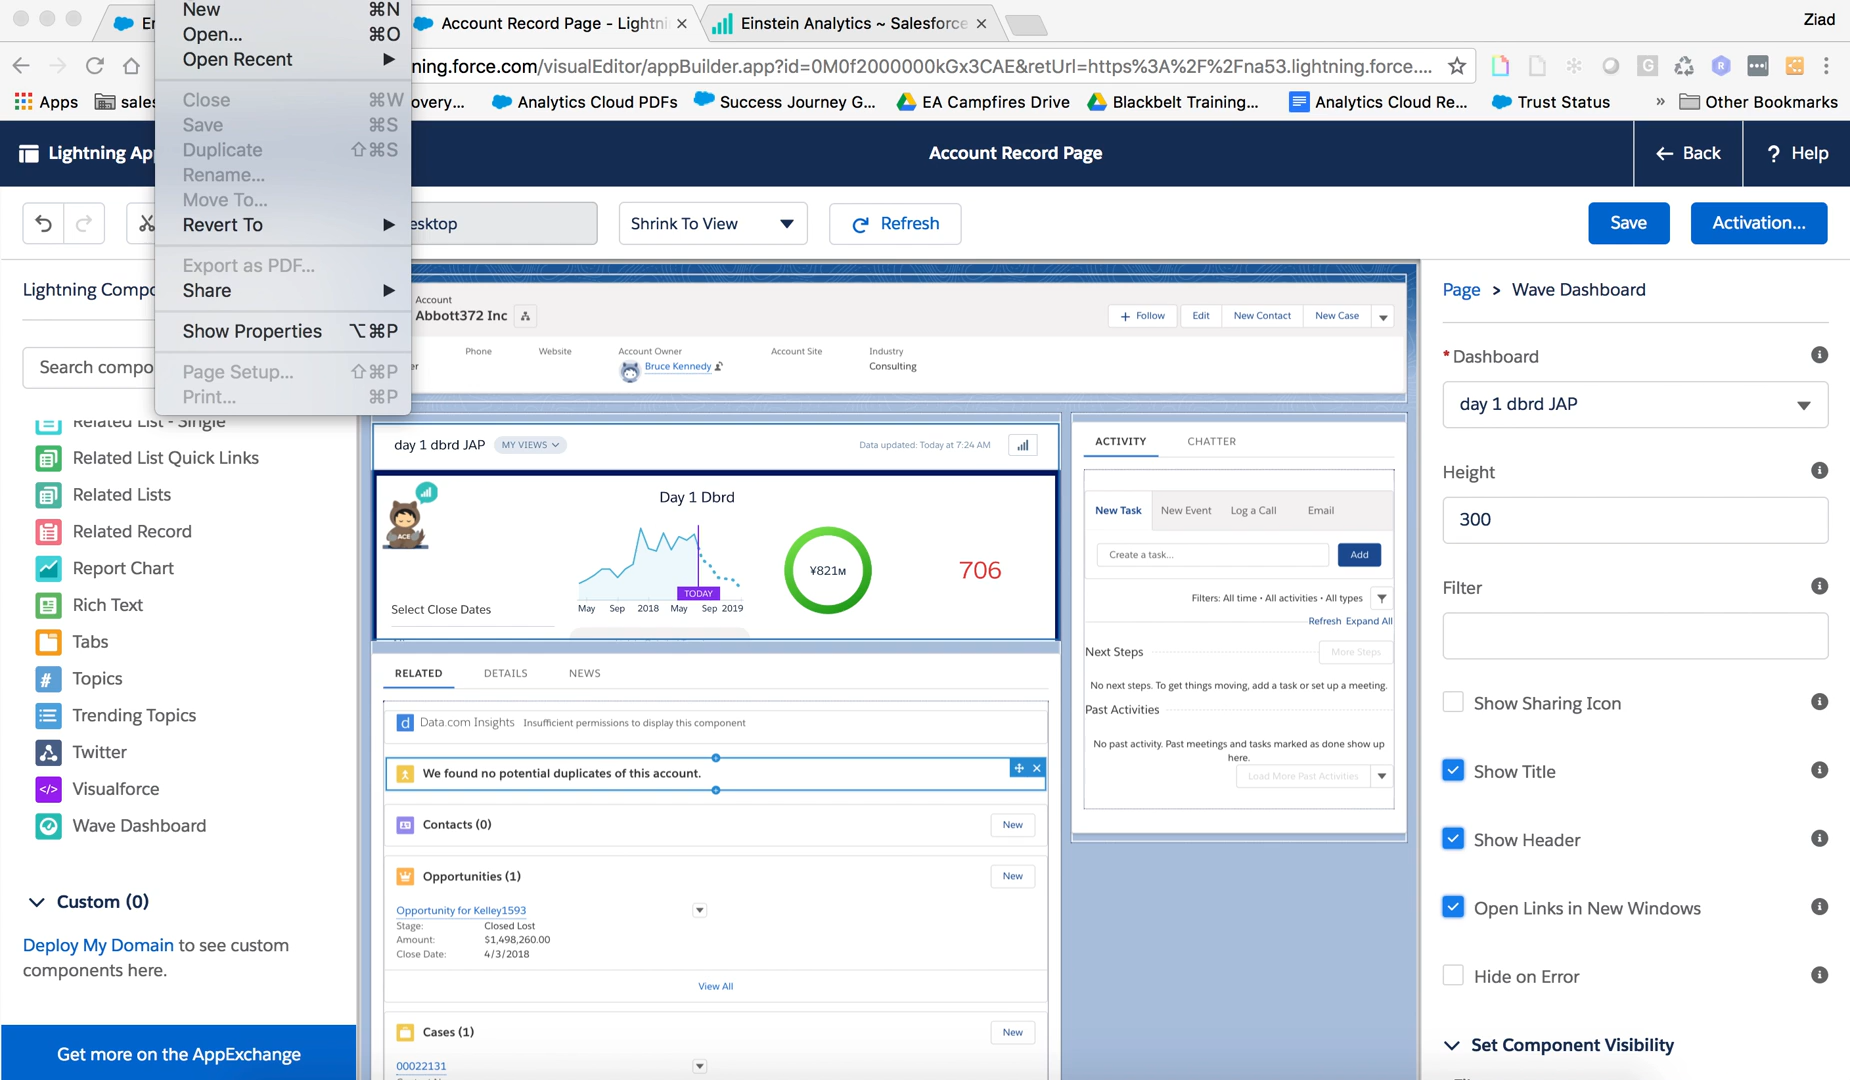 New ⌘N
Open... ⌘O
Open Recent ▶
Close ⌘W
Save ⌘S
Duplicate ⇧⌘S
Rename...
Move To...
Revert To ▶
Export as PDF...
Share ▶
Show Properties ⌥⌘P
Page Setup... ⇧⌘P
Print... ⌘P
Account Record Page - Lightni
Einstein Analytics ~ Salesforce
Ziad
ning.force.com/visualEditor/appBuilder.app?id=0M0f2000000kGx3CAE&retUrl=https%3A%2F%2Fna53.lightning.force....
Apps
sales
overy...
Analytics Cloud PDFs
Success Journey G...
EA Campfires Drive
Blackbelt Training...
Analytics Cloud Re...
Trust Status
»
Other Bookmarks
Lightning App
Account Record Page
← Back
? Help
esktop
Shrink To View
Refresh
Save
Activation...
Lightning Compo
Search compo
Related List - Single
Related List Quick Links
Related Lists
Related Record
Report Chart
Rich Text
Tabs
Topics
Trending Topics
Twitter
Visualforce
Wave Dashboard
Custom (0)
Deploy My Domain to see custom
components here.
Get more on the AppExchange
Account
Abbott372 Inc
+ Follow
Edit
New Contact
New Case
Phone
Website
Account Owner
Bruce Kennedy
Account Site
Industry
Consulting
day 1 dbrd JAP
MY VIEWS
Data updated: Today at 7:24 AM
ACE
Day 1 Dbrd
TODAY
May Sep 2018 May Sep 2019
¥821M
706
Select Close Dates
RELATED
DETAILS
NEWS
Data.com Insights Insufficient permissions to display this component
We found no potential duplicates of this account.
Contacts (0)
New
Opportunities (1)
New
Opportunity for Kelley1593
Stage: Closed Lost
Amount: $1,498,260.00
Close Date: 4/3/2018
View All
Cases (1)
New
00022131
ACTIVITY
CHATTER
New Task
New Event
Log a Call
Email
Create a task...
Add
Filters: All time • All activities • All types
Refresh Expand All
Next Steps
More Steps
No next steps. To get things moving, add a task or set up a meeting.
Past Activities
No past activity. Past meetings and tasks marked as done show up
here.
Load More Past Activities
Page > Wave Dashboard
* Dashboard
day 1 dbrd JAP
Height
300
Filter
Show Sharing Icon
Show Title
Show Header
Open Links in New Windows
Hide on Error
Set Component Visibility